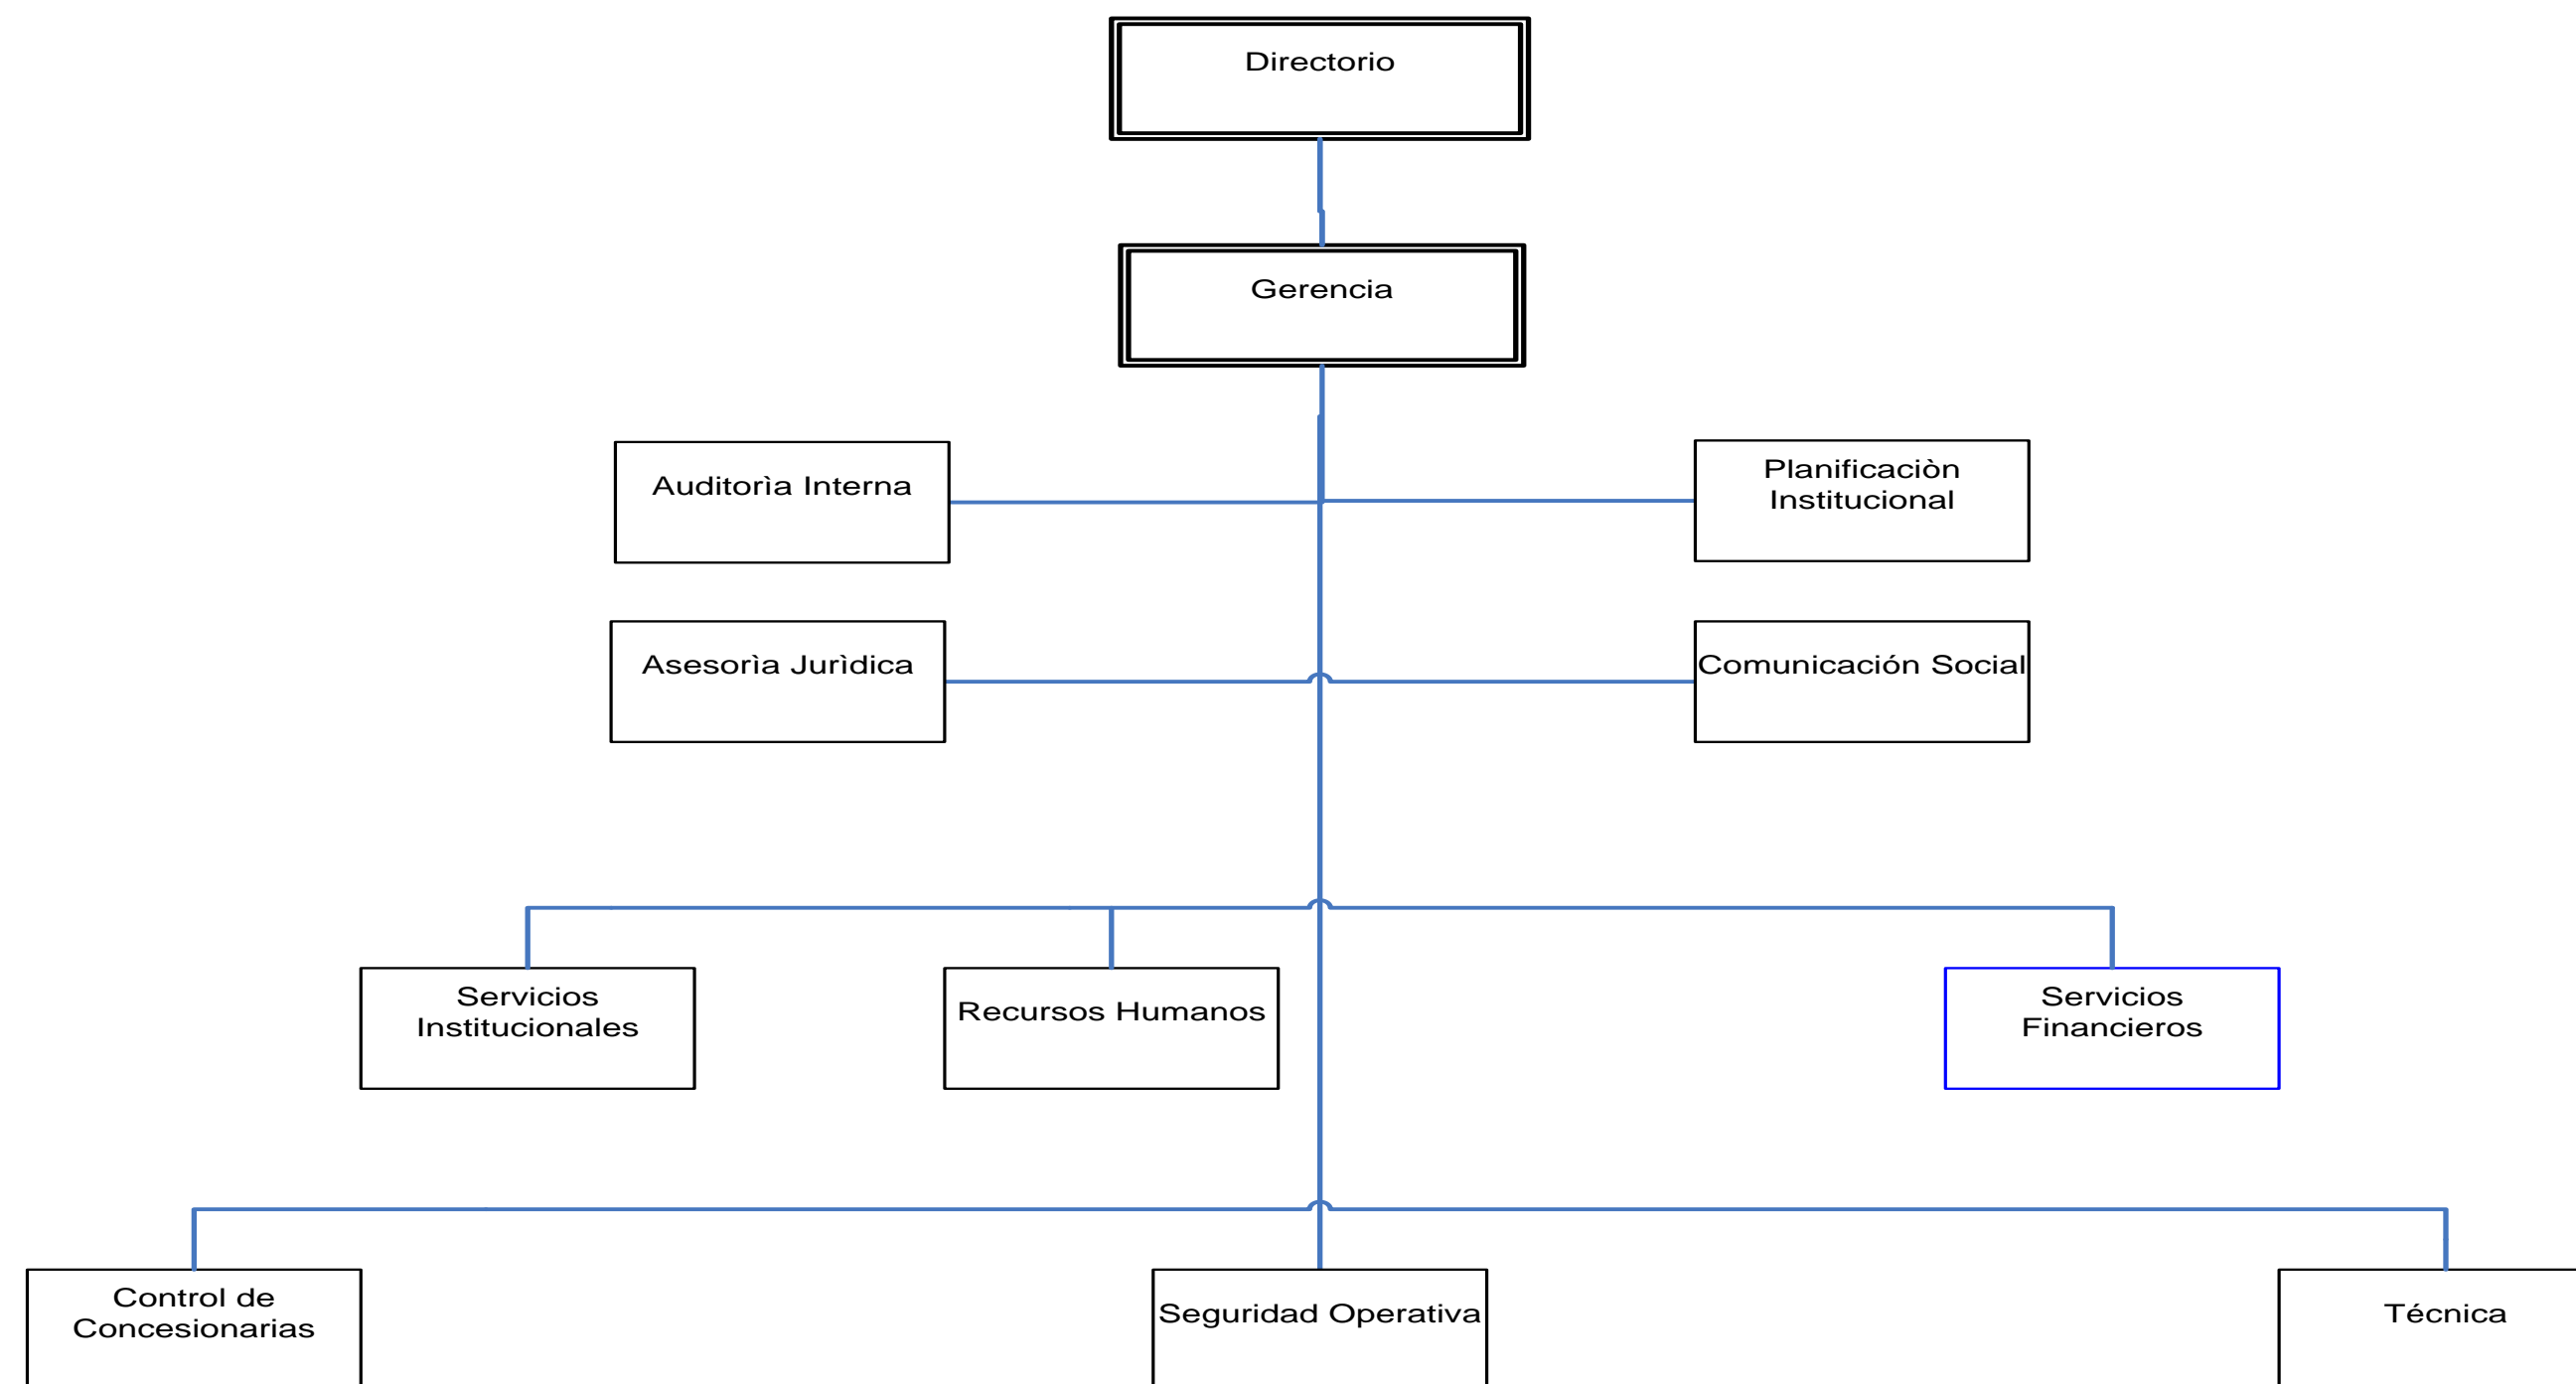 Directorio
Gerencia
Auditorìa Interna
Planificaciòn
Institucional
Asesorìa Jurìdica
Comunicación Social
Servicios
Institucionales
Recursos Humanos
Servicios
Financieros
Control de
Concesionarias
Seguridad Operativa
Técnica